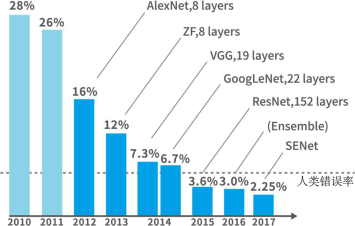 28%
26%
16%
12%
7.3%
6.7%
3.6%
3.0%
2.25%
AlexNet,8 layers
ZF,8 layers
VGG,19 layers
GoogLeNet,22 layers
ResNet,152 layers
(Ensemble)
SENet
人类错误率
2010 2011 2012 2013 2014 2015 2016 2017